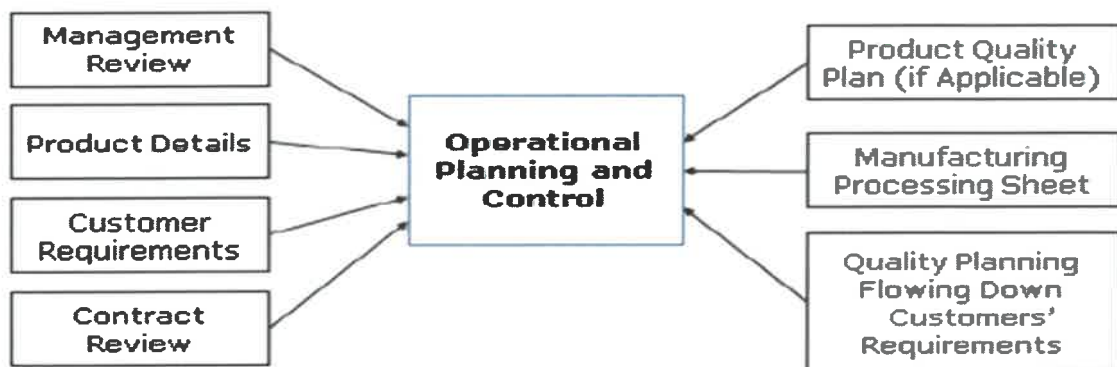 Management
Review
Product Details
Customer
Requirements
Contract
Review
Operational
Planning and
Control
Product Quality
Plan (if Applicable)
Manufacturing
Processing Sheet
Quality Planning
Flowing Down
Customers'
Requirements